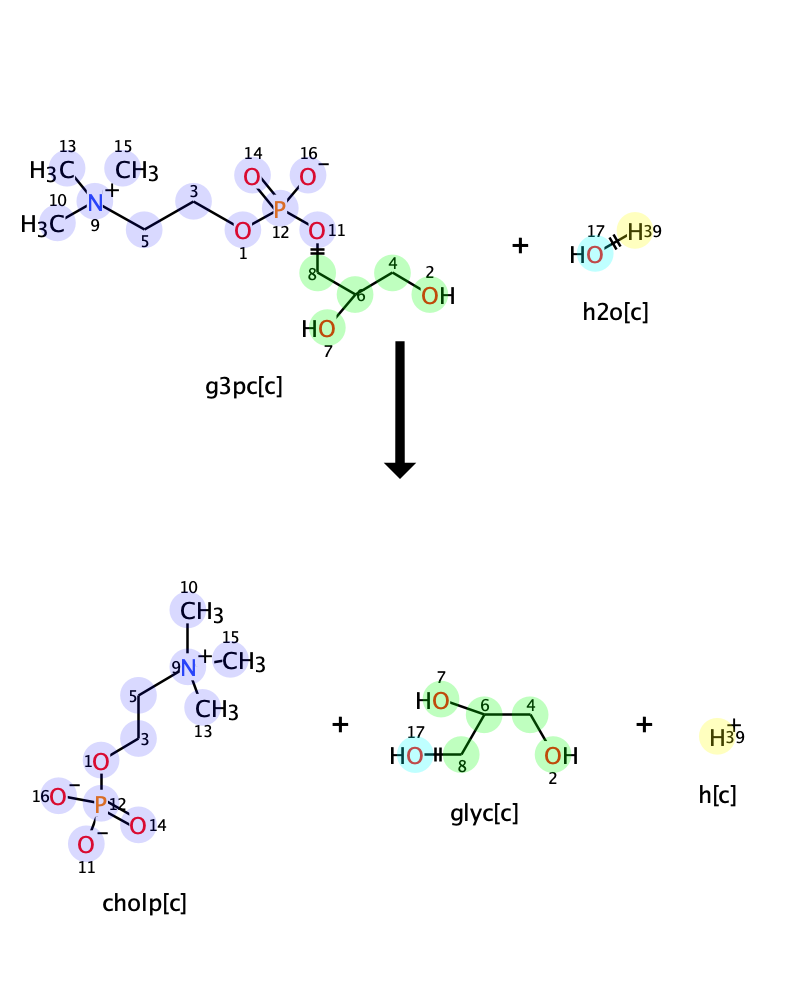 13 15 14 16
H3C CH3 O O−
10 N+ 3 P
H3C 9 5 O 12 O 11
1
8 4 2
6 OH
HO
7
g3pc[c]
+
17 H39
HO
h2o[c]
10
CH3
15
9 N+ CH3
5 CH3
13
3
1O
16 O− P 12
O− O 14
11
cholp[c]
+
7 6 4
HO
17
HO 8 OH
2
glyc[c]
+
H+ 39
h[c]